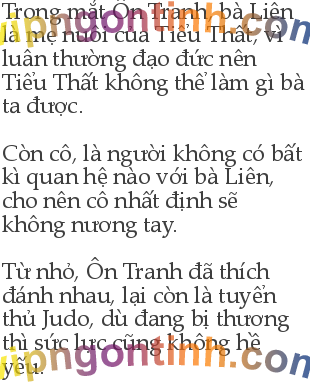 Trong mắt Ôn Tranh, bà Liên
là mẹ nuôi của Tiểu Thất, vì
luân thường đạo đức nên
Tiểu Thất không thể làm gì bà
ta được.
Còn cô, là người không có bất
kì quan hệ nào với bà Liên,
cho nên cô nhất định sẽ
không nương tay.
Từ nhỏ, Ôn Tranh đã thích
đánh nhau, lại còn là tuyển
thủ Judo, dù đang bị thương
thì sức lực cũng không hề
yếu.
vipngontinh.com
vipngontinh.com